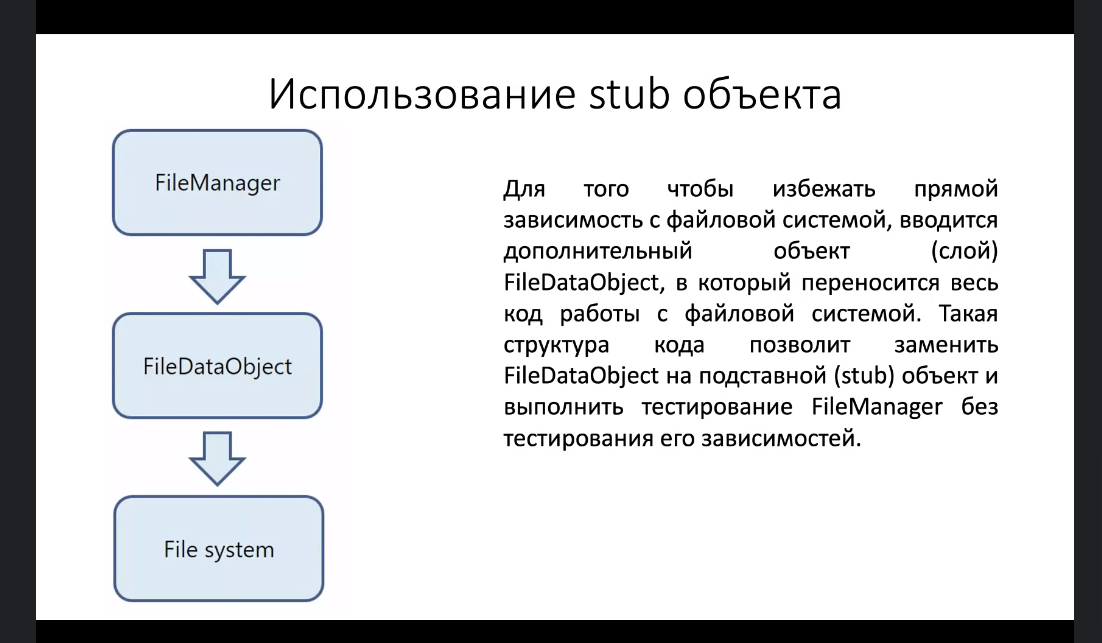 Использование stub объекта
FileManager
FileDataObject
File system
Для того чтобы избежать прямой
зависимость с файловой системой, вводится
дополнительный объект (слой)
FileDataObject, в который переносится весь
код работы с файловой системой. Такая
структура кода позволит заменить
FileDataObject на подставной (stub) объект и
выполнить тестирование FileManager без
тестирования его зависимостей.